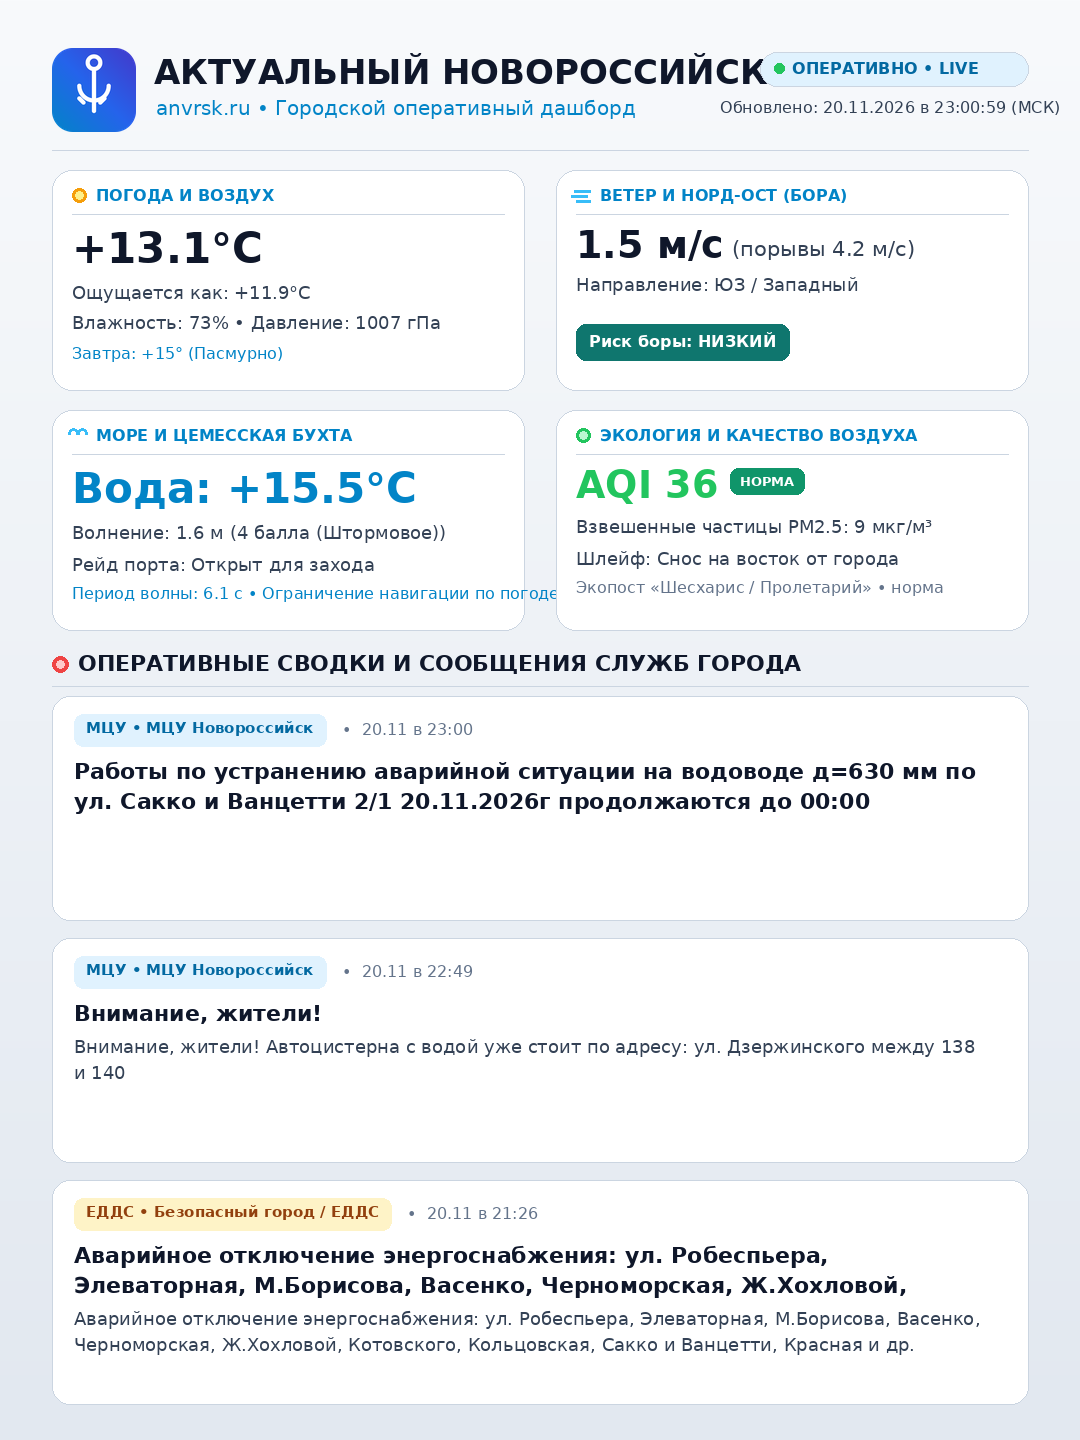 АКТУАЛЬНЫЙ НОВОРОССИЙСК
ОПЕРАТИВНО • LIVE
anvrsk.ru • Городской оперативный дашборд
Обновлено: 20.11.2026 в 23:00:59 (МСК)
ПОГОДА И ВОЗДУХ
+13.1°C
Ощущается как: +11.9°C
Влажность: 73% • Давление: 1007 гПа
Завтра: +15° (Пасмурно)
ВЕТЕР И НОРД-ОСТ (БОРА)
1.5 м/с (порывы 4.2 м/с)
Направление: ЮЗ / Западный
Риск боры: НИЗКИЙ
МОРЕ И ЦЕМЕССКАЯ БУХТА
Вода: +15.5°C
Волнение: 1.6 м (4 балла (Штормовое))
Рейд порта: Открыт для захода
Период волны: 6.1 с • Ограничение навигации по погоде
ЭКОЛОГИЯ И КАЧЕСТВО ВОЗДУХА
AQI 36 НОРМА
Взвешенные частицы PM2.5: 9 мкг/м³
Шлейф: Снос на восток от города
Экопост «Шесхарис / Пролетарий» • норма
ОПЕРАТИВНЫЕ СВОДКИ И СООБЩЕНИЯ СЛУЖБ ГОРОДА
МЦУ • МЦУ Новороссийск • 20.11 в 23:00
Работы по устранению аварийной ситуации на водоводе д=630 мм по
ул. Сакко и Ванцетти 2/1 20.11.2026г продолжаются до 00:00
МЦУ • МЦУ Новороссийск • 20.11 в 22:49
Внимание, жители!
Внимание, жители! Автоцистерна с водой уже стоит по адресу: ул. Дзержинского между 138
и 140
ЕДДС • Безопасный город / ЕДДС • 20.11 в 21:26
Аварийное отключение энергоснабжения: ул. Робеспьера,
Элеваторная, М.Борисова, Васенко, Черноморская, Ж.Хохловой,
Аварийное отключение энергоснабжения: ул. Робеспьера, Элеваторная, М.Борисова, Васенко,
Черноморская, Ж.Хохловой, Котовского, Кольцовская, Сакко и Ванцетти, Красная и др.